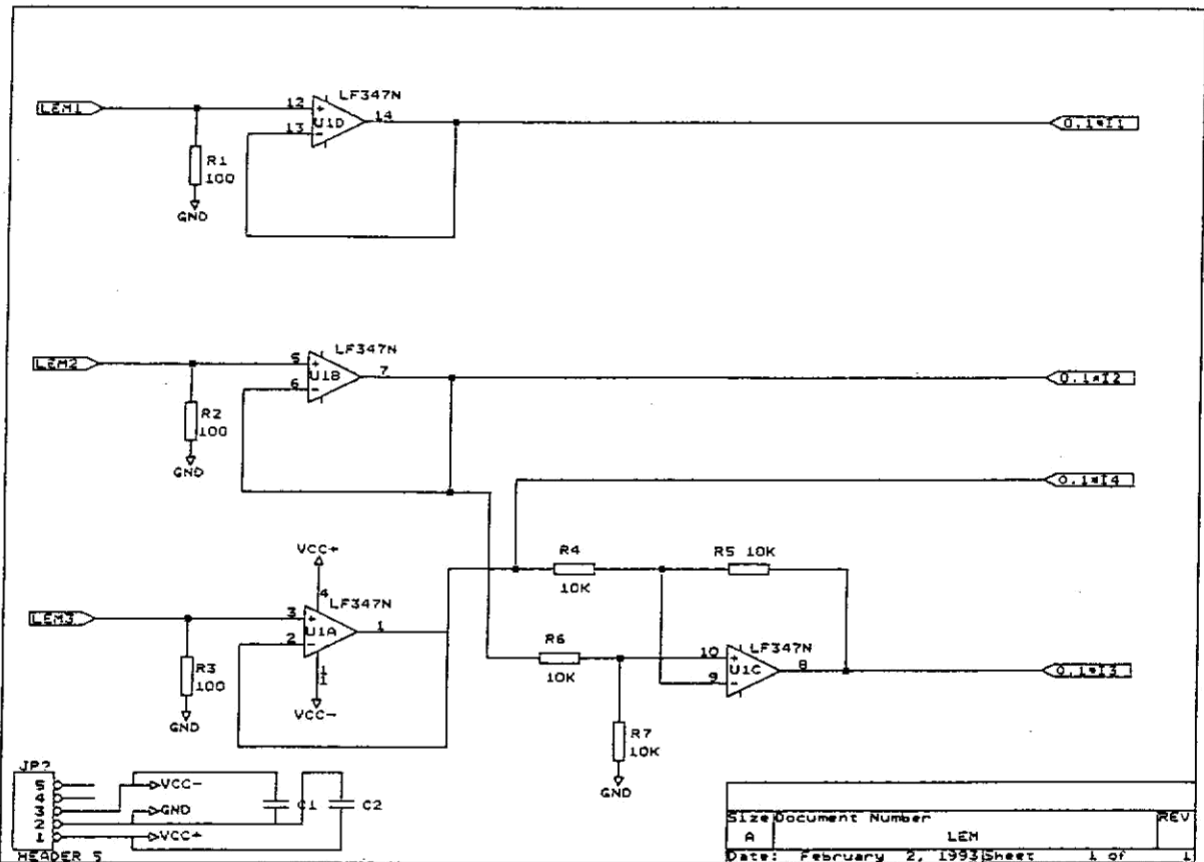 LF347N
LEM1
12
+
U1D
14
0.1*I1
13
-
R1
100
GND
LF347N
LEM2
5
+
U1B
7
0.1*I2
6
-
R2
100
GND
0.1*I4
VCC+
R4
R5 10K
10K
4
LF347N
LEM3
3
+
U1A
1
2
-
R6
LF347N
10
+
U1C
8
0.1*I3
9
-
10K
R3
100
11
VCC-
GND
R7
10K
GND
JP?
5
VCC-
4
3
GND
C1
C2
2
1
VCC+
HEADER 5
Size
Document Number
REV
A
LEM
Date: February 2, 1993
Sheet 1 of 1